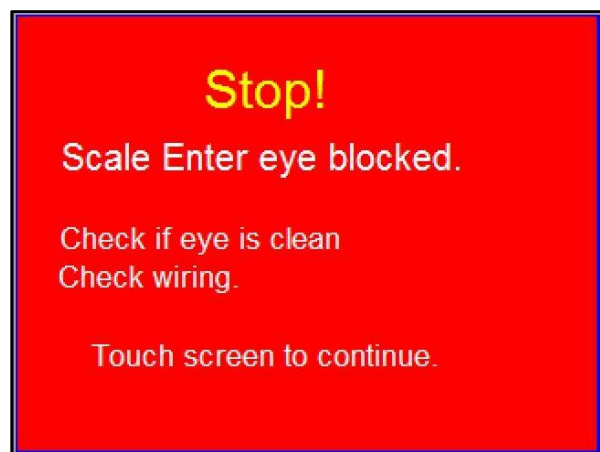 Stop!
Scale Enter eye blocked.
Check if eye is clean
Check wiring.
Touch screen to continue.